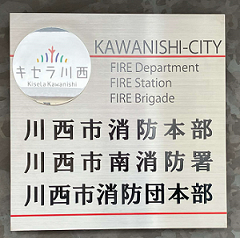 キセラ川西
Kisela Kawanishi
KAWANISHI-CITY
FIRE Department
FIRE Station
FIRE Brigade
川西市消防本部
川西市南消防署
川西市消防団本部